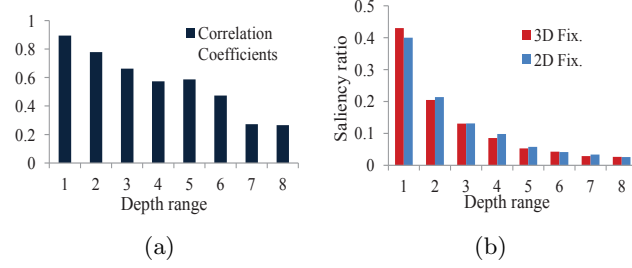 1
0.8
0.6
0.4
0.2
0
Correlation
Coefficients
1 2 3 4 5 6 7 8
Depth range
(a)
Saliency ratio
0.5
0.4
0.3
0.2
0.1
0
3D Fix.
2D Fix.
1 2 3 4 5 6 7 8
Depth range
(b)